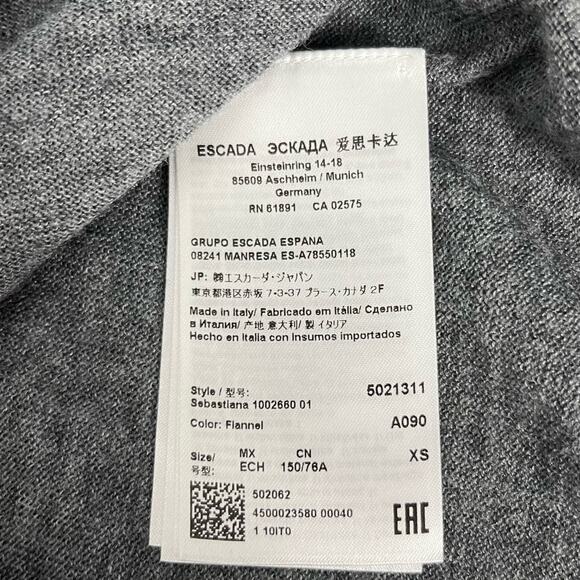 ESCADA ЭСКАДА 爱思卡达
Einsteinring 14-18
85609 Aschheim / Munich
Germany
RN 61891 CA 02575
GRUPO ESCADA ESPANA
08241 MANRESA ES-A78550118
JP: ㈱エスカーダ・ジャパン
東京都港区赤坂 7-3-37 プラース・カナダ 2F
Made in Italy/ Fabricado em Itália/ Сделано
в Италия/ 产地 意大利/ 製 イタリア
Hecho en Italia con insumos importados
Style / 型号: 5021311
Sebastiana 1002660 01
Color: Flannel A090
Size/ MX CN XS
号型: ECH 150/76A
502062
4500023580 00040
1 10IT0
EAC